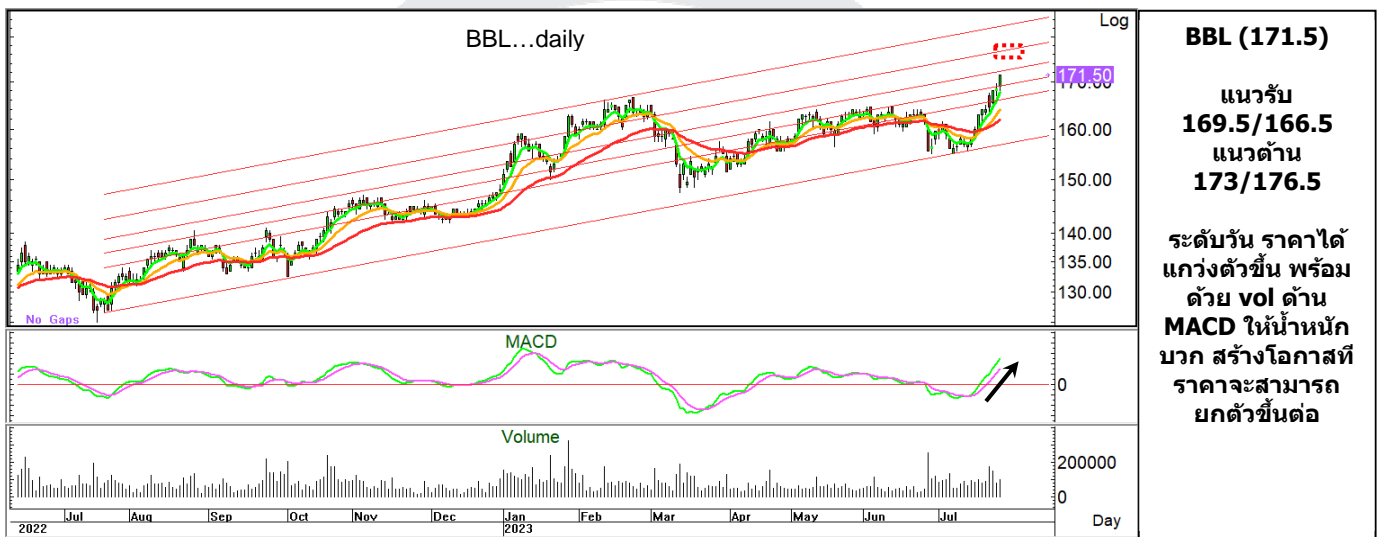 BBL...daily
Log
171.50
170.00
160.00
150.00
140.00
135.00
130.00
No Gaps
MACD
0
Volume
200000
0
Jul Aug Sep Oct Nov Dec Jan Feb Mar Apr May Jun Jul
2022 2023
Day
BBL (171.5)
แนวรับ
169.5/166.5
แนวต้าน
173/176.5
ระดับวัน ราคาได้
แกว่งตัวขึ้น พร้อม
ด้วย vol ด้าน
MACD ให้น้ำหนัก
บวก สร้างโอกาสที่
ราคาจะสามารถ
ยกตัวขึ้นต่อ